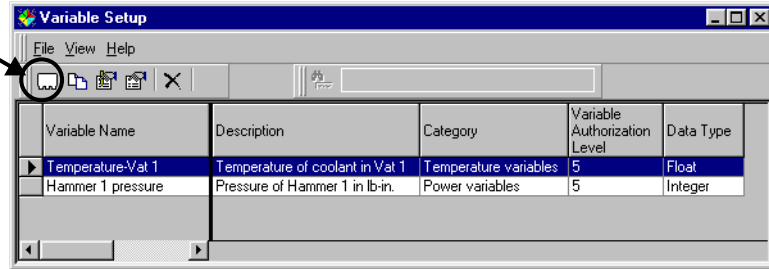 Variable Setup
File View Help
Variable Name Description Category Variable Authorization Level Data Type
Temperature-Vat 1 Temperature of coolant in Vat 1 Temperature variables 5 Float
Hammer 1 pressure Pressure of Hammer 1 in lb-in. Power variables 5 Integer